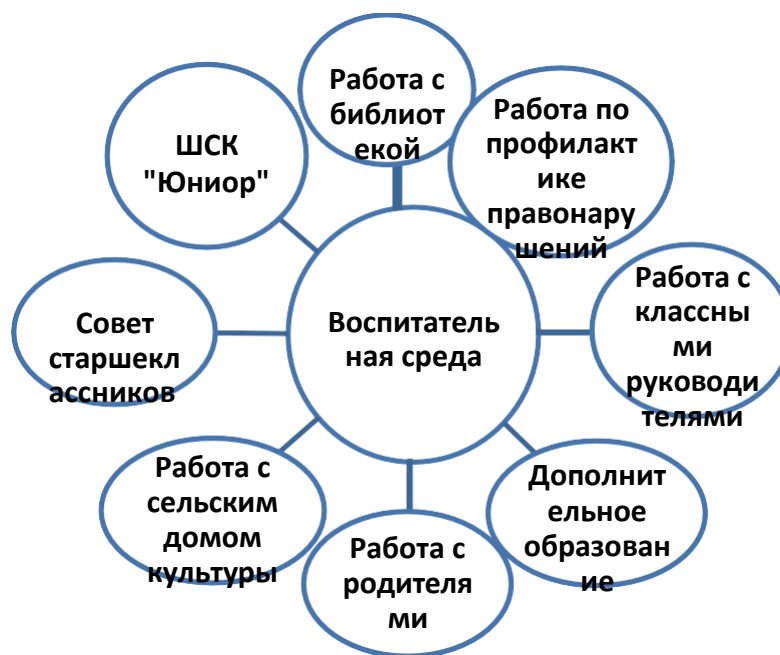 Работа с
библиот
екой
Работа по
профилакт
ике
правонару
шений
Работа с
классны
ми
руководи
телями
Дополнит
ельное
образован
ие
Работа с
родителя
ми
Работа с
сельским
домом
культуры
Совет
старшекл
ассников
ШСК
"Юниор"
Воспитатель
ная среда